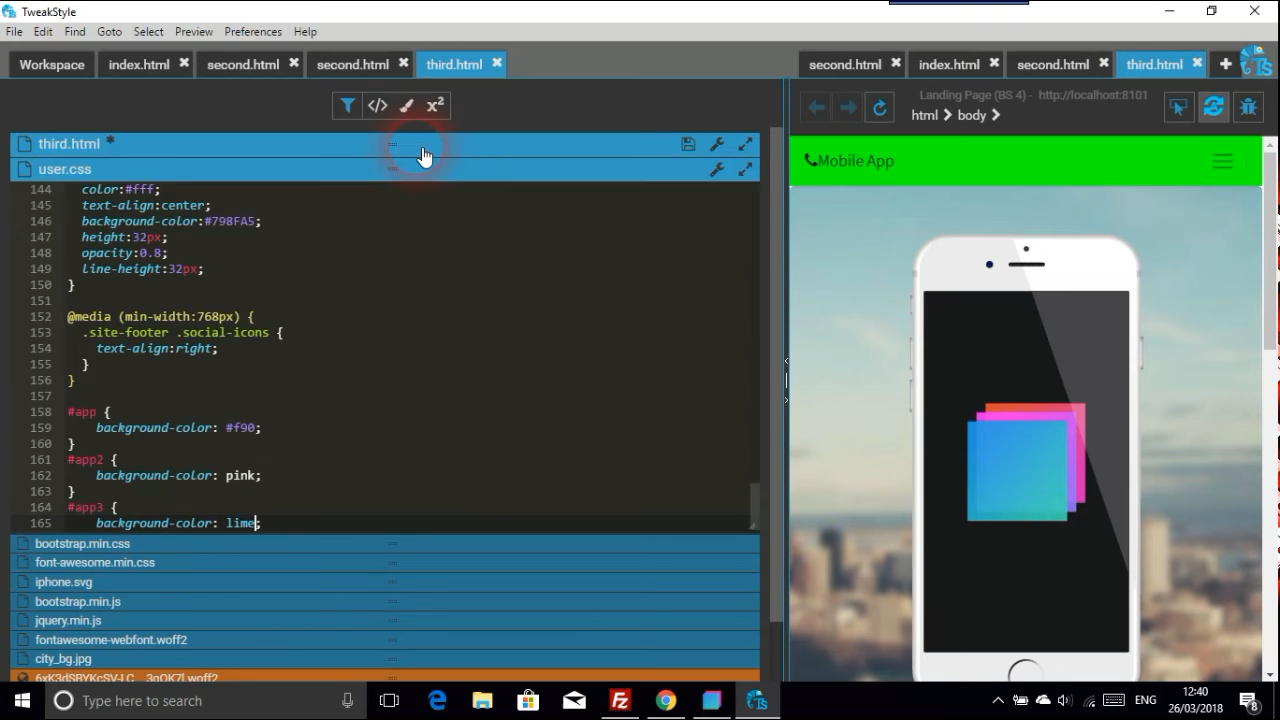 TweakStyle
File Edit Find Goto Select Preview Preferences Help
Workspace index.html second.html second.html third.html
second.html index.html second.html third.html
Landing Page (BS 4) - http://localhost:8101
html body
third.html *
user.css
144 color:#fff;
145 text-align:center;
146 background-color:#798FA5;
147 height:32px;
148 opacity:0.8;
149 line-height:32px;
150 }
151
152 @media (min-width:768px) {
153 .site-footer .social-icons {
154 text-align:right;
155 }
156 }
157
158 #app {
159 background-color: #f90;
160 }
161 #app2 {
162 background-color: pink;
163 }
164 #app3 {
165 background-color: lime;
bootstrap.min.css
font-awesome.min.css
iphone.svg
bootstrap.min.js
jquery.min.js
fontawesome-webfont.woff2
city_bg.jpg
Mobile App
Type here to search
ENG
12:40
26/03/2018
8